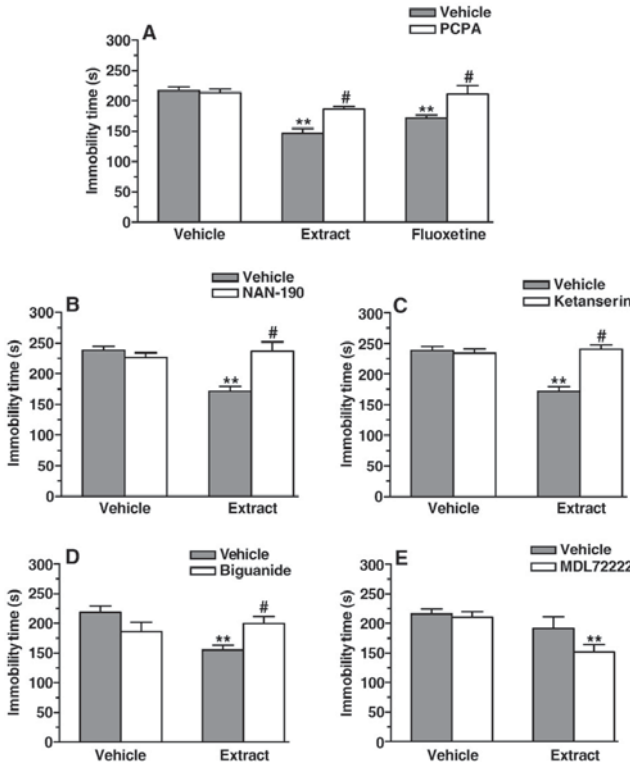 Vehicle
PCPA
A
Immobility time (s)
300
250
200
150
100
50
0
** # ** #
Vehicle Extract Fluoxetine
Vehicle
NAN-190
B
Immobility time (s)
300
250
200
150
100
50
0
** #
Vehicle Extract
Vehicle
Ketanserin
C
Immobility time (s)
300
250
200
150
100
50
0
** #
Vehicle Extract
Vehicle
Biguanide
D
Immobility time (s)
300
250
200
150
100
50
0
** #
Vehicle Extract
Vehicle
MDL72222
E
Immobility time (s)
300
250
200
150
100
50
0
**
Vehicle Extract